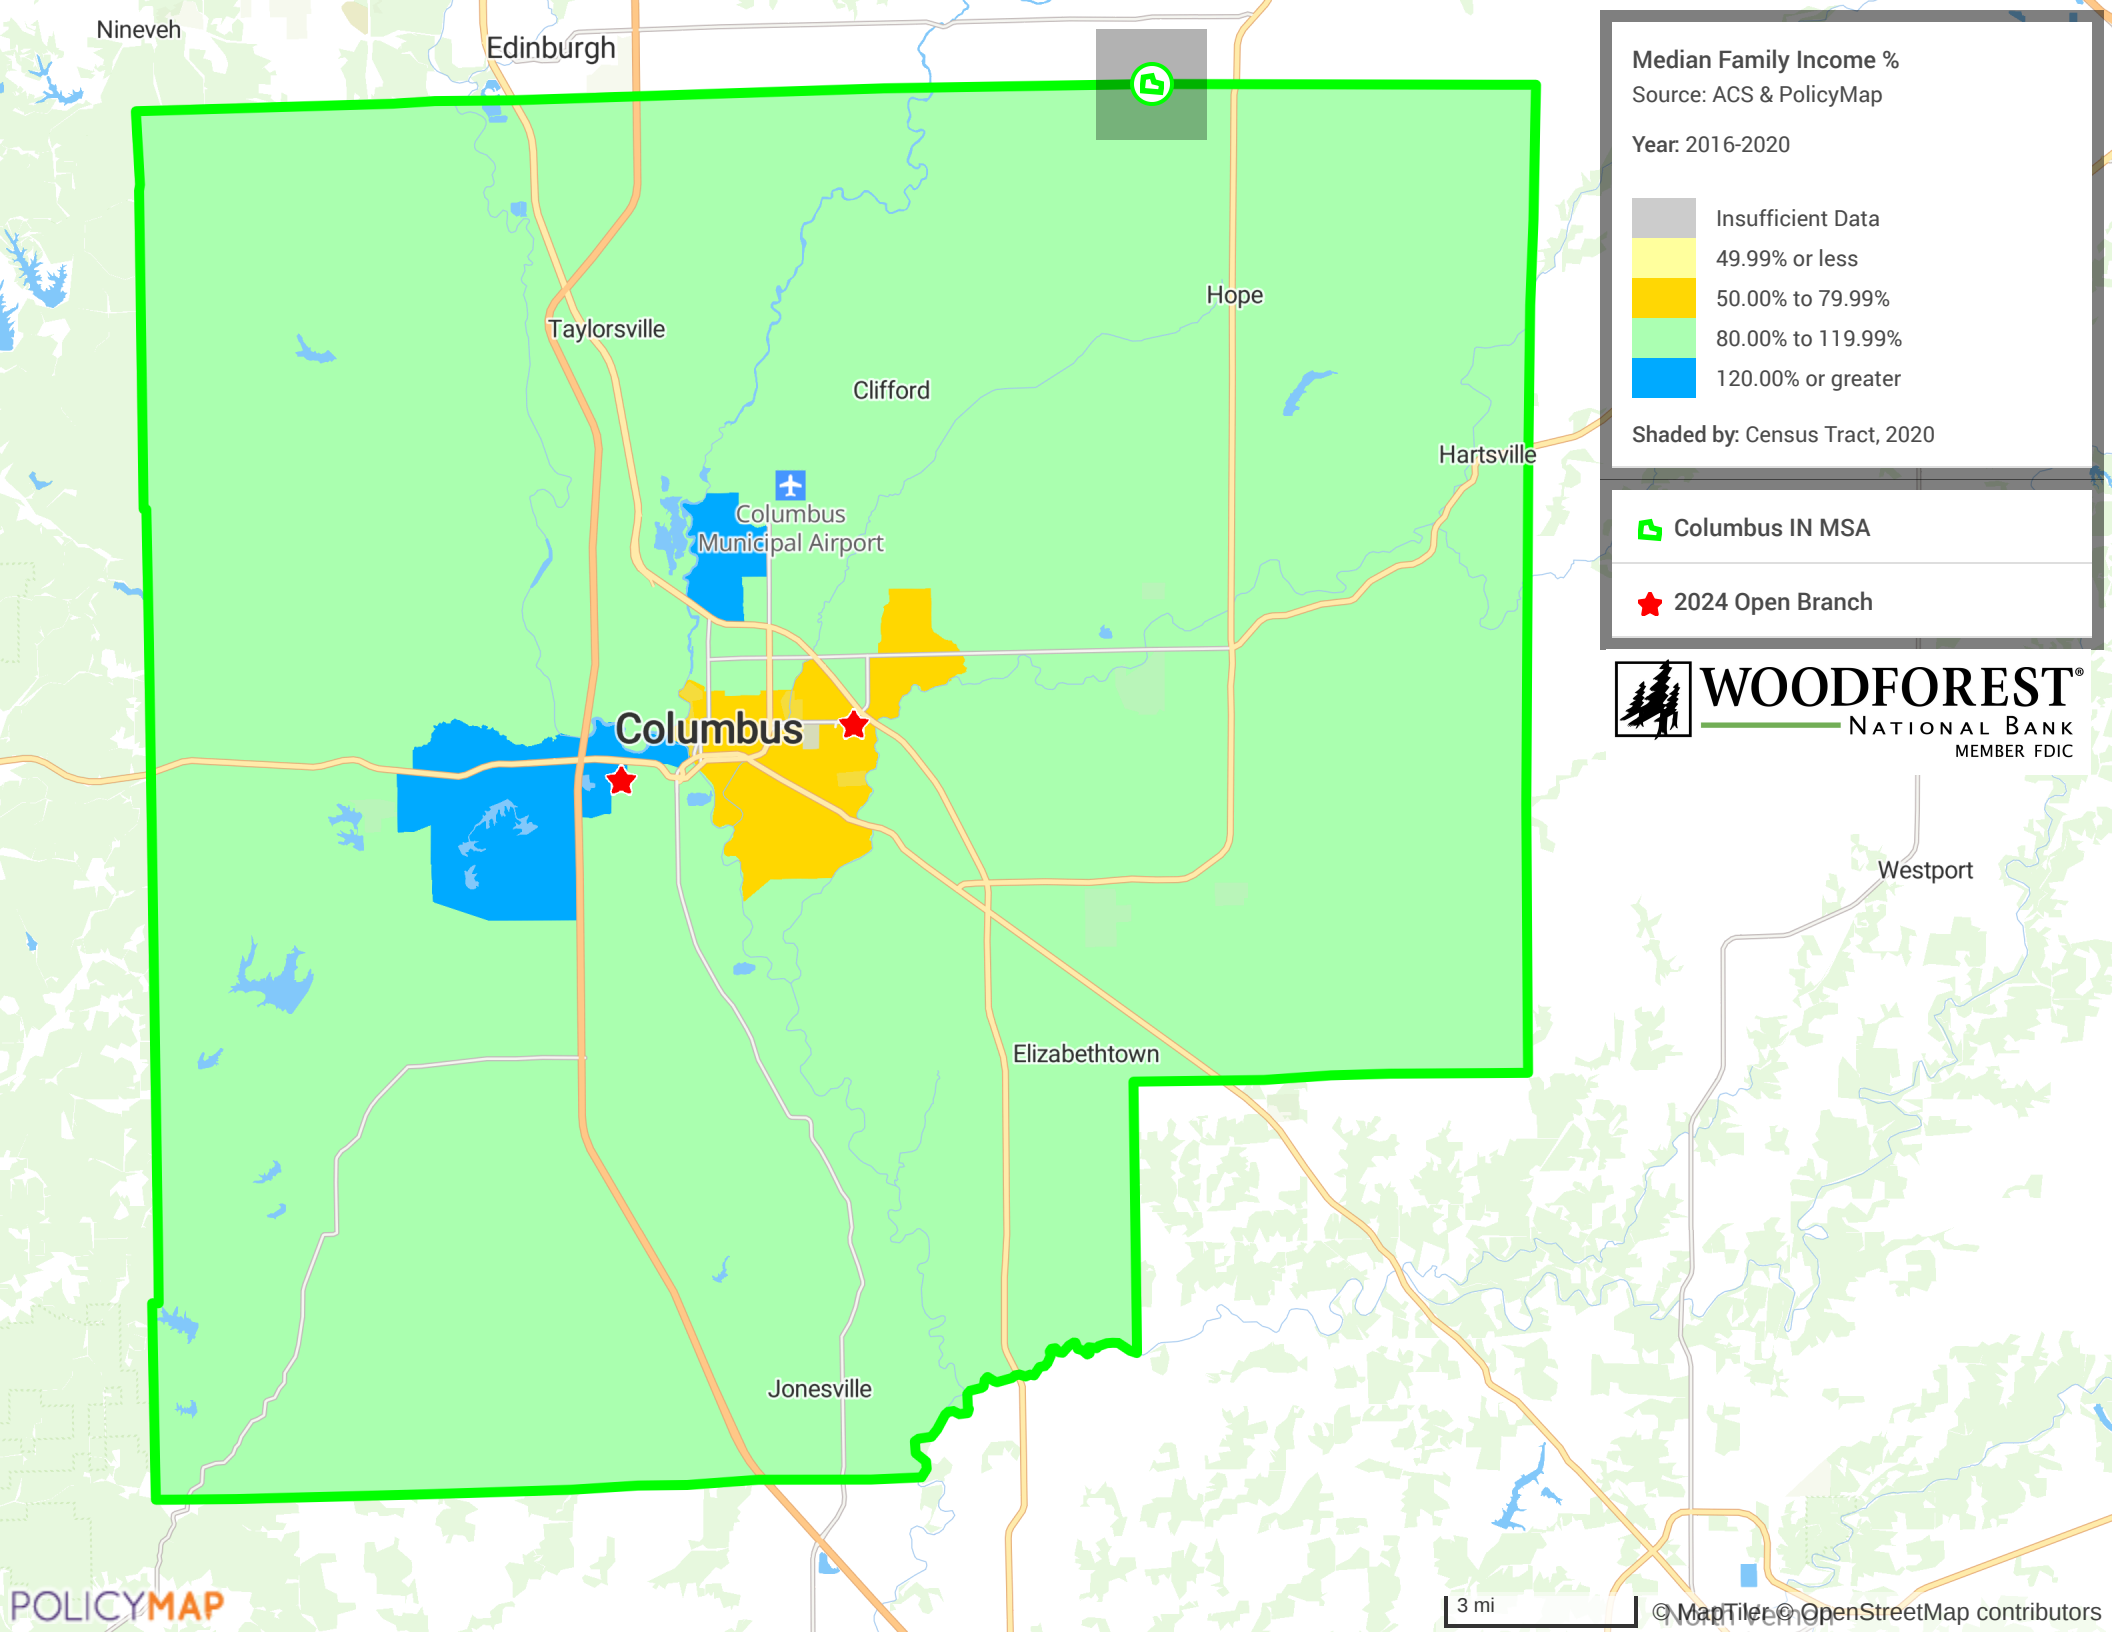 Nineveh
Edinburgh
Taylorsville
Hope
Clifford
Hartsville
Columbus
Municipal Airport
Columbus
Elizabethtown
Jonesville
Westport
North Vernon
Median Family Income %
Source: ACS & PolicyMap
Year: 2016-2020
Insufficient Data
49.99% or less
50.00% to 79.99%
80.00% to 119.99%
120.00% or greater
Shaded by: Census Tract, 2020
Columbus IN MSA
2024 Open Branch
WOODFOREST®
NATIONAL BANK
MEMBER FDIC
POLICYMAP
3 mi
© MapTiler © OpenStreetMap contributors